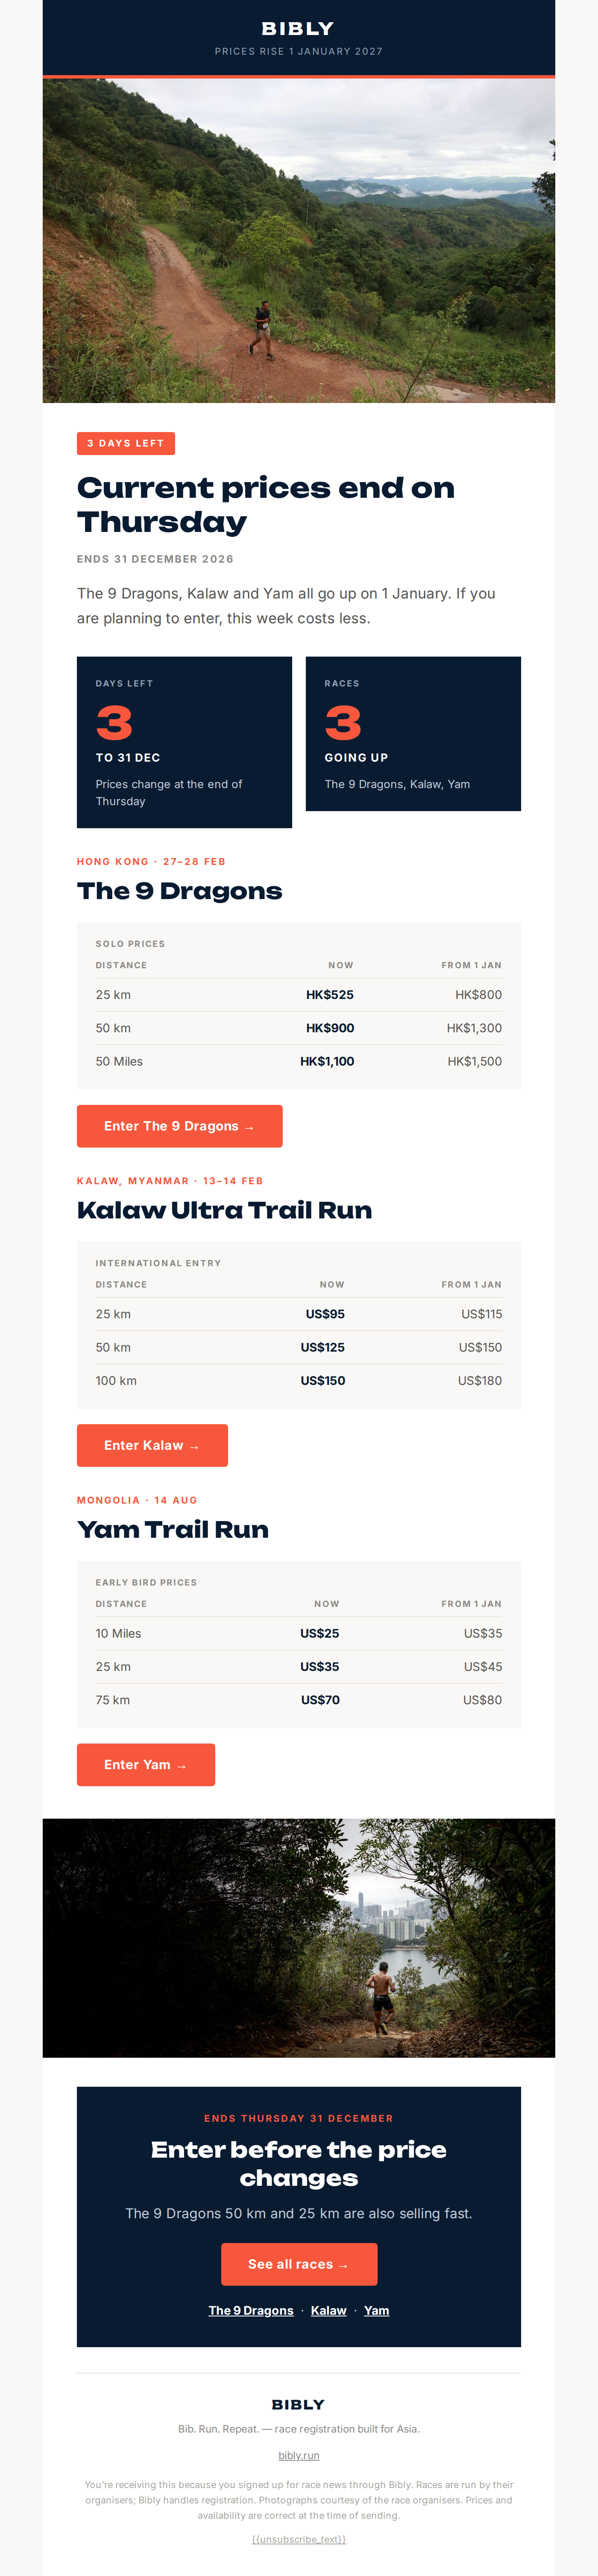 BIBLY
PRICES RISE 1 JANUARY 2027
3 DAYS LEFT
Current prices end on
Thursday
ENDS 31 DECEMBER 2026
The 9 Dragons, Kalaw and Yam all go up on 1 January. If you
are planning to enter, this week costs less.
DAYS LEFT
3
TO 31 DEC
Prices change at the end of
Thursday
RACES
3
GOING UP
The 9 Dragons, Kalaw, Yam
HONG KONG · 27–28 FEB
The 9 Dragons
SOLO PRICES
DISTANCE NOW FROM 1 JAN
25 km HK$525 HK$800
50 km HK$900 HK$1,300
50 Miles HK$1,100 HK$1,500
Enter The 9 Dragons →
KALAW, MYANMAR · 13–14 FEB
Kalaw Ultra Trail Run
INTERNATIONAL ENTRY
DISTANCE NOW FROM 1 JAN
25 km US$95 US$115
50 km US$125 US$150
100 km US$150 US$180
Enter Kalaw →
MONGOLIA · 14 AUG
Yam Trail Run
EARLY BIRD PRICES
DISTANCE NOW FROM 1 JAN
10 Miles US$25 US$35
25 km US$35 US$45
75 km US$70 US$80
Enter Yam →
ENDS THURSDAY 31 DECEMBER
Enter before the price
changes
The 9 Dragons 50 km and 25 km are also selling fast.
See all races →
The 9 Dragons · Kalaw · Yam
BIBLY
Bib. Run. Repeat. — race registration built for Asia.
bibly.run
You're receiving this because you signed up for race news through Bibly. Races are run by their
organisers; Bibly handles registration. Photographs courtesy of the race organisers. Prices and
availability are correct at the time of sending.
{{unsubscribe_text}}